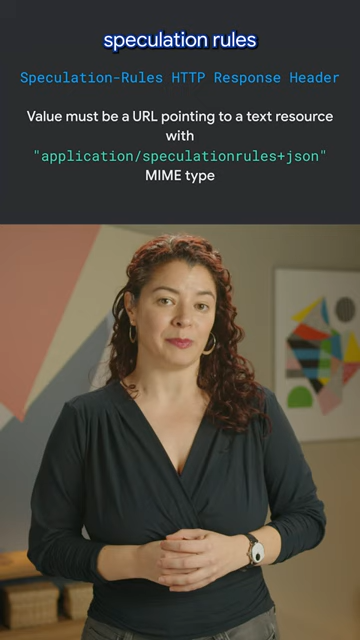 speculation rules
Speculation-Rules HTTP Response Header
Value must be a URL pointing to a text resource
with
"application/speculationrules+json"
MIME type